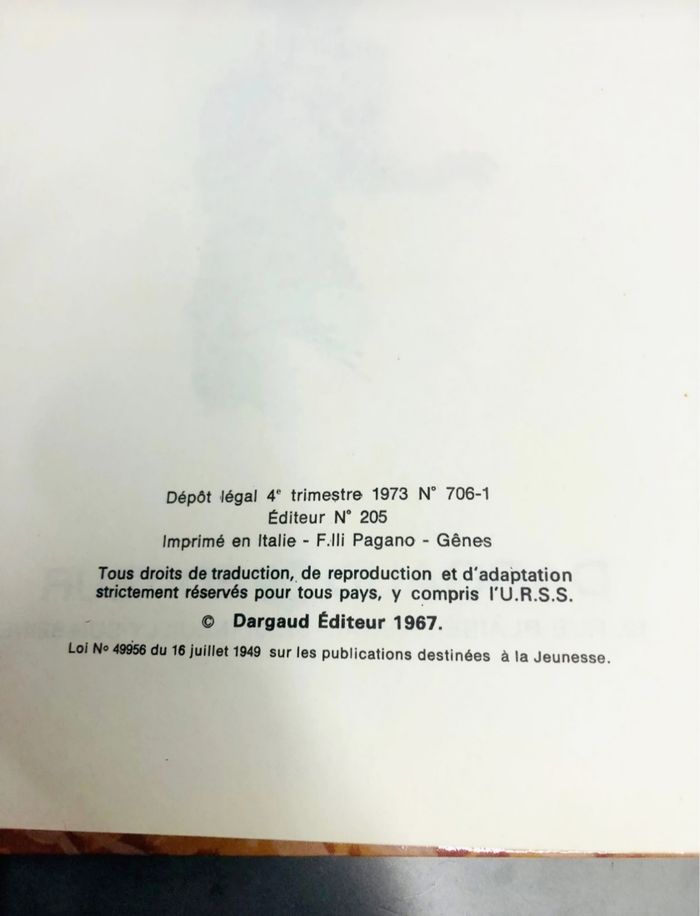 Dépôt légal 4e trimestre 1973 N° 706-1
Éditeur N° 205
Imprimé en Italie - F.lli Pagano - Gênes
Tous droits de traduction, de reproduction et d'adaptation
strictement réservés pour tous pays, y compris l'U.R.S.S.
© Dargaud Éditeur 1967.
Loi No 49956 du 16 juillet 1949 sur les publications destinées à la Jeunesse.